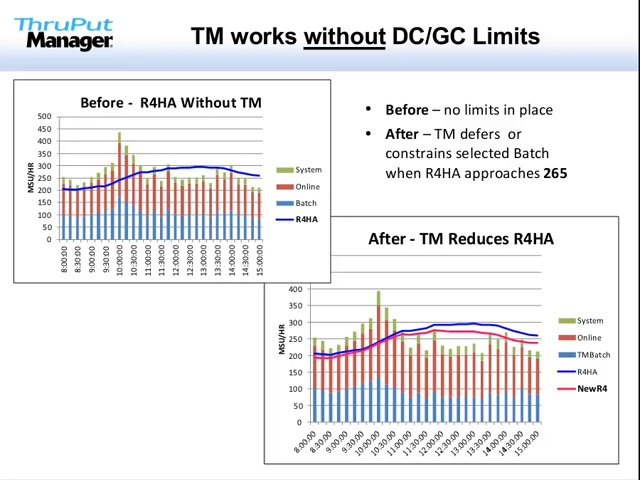 ThruPut
Manager®
TM works without DC/GC Limits
Before - R4HA Without TM
500
450
400
350
300
250
200
150
100
50
0
MSU/HR
8:00:00
8:30:00
9:00:00
9:30:00
10:00:00
10:30:00
11:00:00
11:30:00
12:00:00
12:30:00
13:00:00
13:30:00
14:00:00
14:30:00
15:00:00
System
Online
Batch
R4HA
• Before – no limits in place
• After – TM defers or
constrains selected Batch
when R4HA approaches 265
After - TM Reduces R4HA
400
350
300
250
200
150
100
50
0
MSU/HR
8:00:00
8:30:00
9:00:00
9:30:00
10:00:00
10:30:00
11:00:00
11:30:00
12:00:00
12:30:00
13:00:00
13:30:00
14:00:00
14:30:00
15:00:00
System
Online
TMBatch
R4HA
NewR4